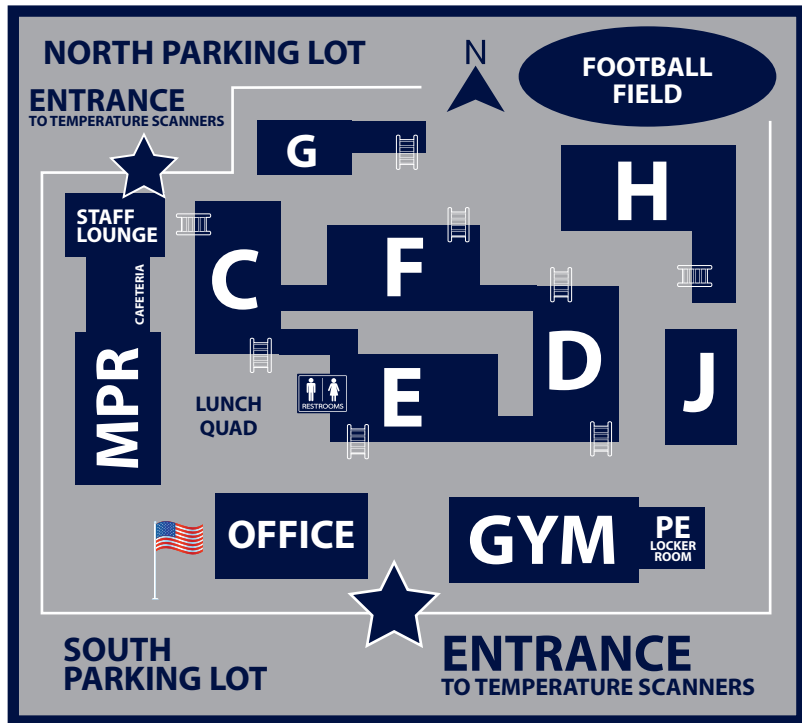 NORTH PARKING LOT
N
FOOTBALL
FIELD
ENTRANCE
TO TEMPERATURE SCANNERS
G
H
STAFF
LOUNGE
C
F
CAFETERIA
D
J
MPR
E
RESTROOMS
LUNCH
QUAD
OFFICE
GYM
PE
LOCKER
ROOM
SOUTH
PARKING LOT
ENTRANCE
TO TEMPERATURE SCANNERS